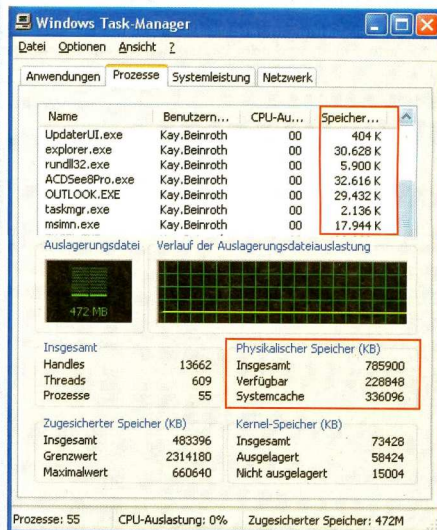 Windows Task-Manager
Datei Optionen Ansicht ?
Anwendungen Prozesse Systemleistung Netzwerk
Name Benutzern... CPU-Au... Speicher...
UpdaterUI.exe Kay.Beinroth 00 404 K
explorer.exe Kay.Beinroth 00 30.628 K
rundll32.exe Kay.Beinroth 00 5.900 K
ACDSee8Pro.exe Kay.Beinroth 00 32.616 K
OUTLOOK.EXE Kay.Beinroth 00 29.432 K
taskmgr.exe Kay.Beinroth 00 2.136 K
msimn.exe Kay.Beinroth 00 17.944 K
Auslagerungsdatei Verlauf der Auslagerungsdateiauslastung
472 MB
Insgesamt
Handles 13662
Threads 609
Prozesse 55
Physikalischer Speicher (KB)
Insgesamt 785900
Verfügbar 228848
Systemcache 336096
Zugesicherter Speicher (KB)
Insgesamt 483396
Grenzwert 2314180
Maximalwert 660640
Kernel-Speicher (KB)
Insgesamt 73428
Ausgelagert 58424
Nicht ausgelagert 15004
Prozesse: 55 CPU-Auslastung: 0% Zugesicherter Speicher: 472M